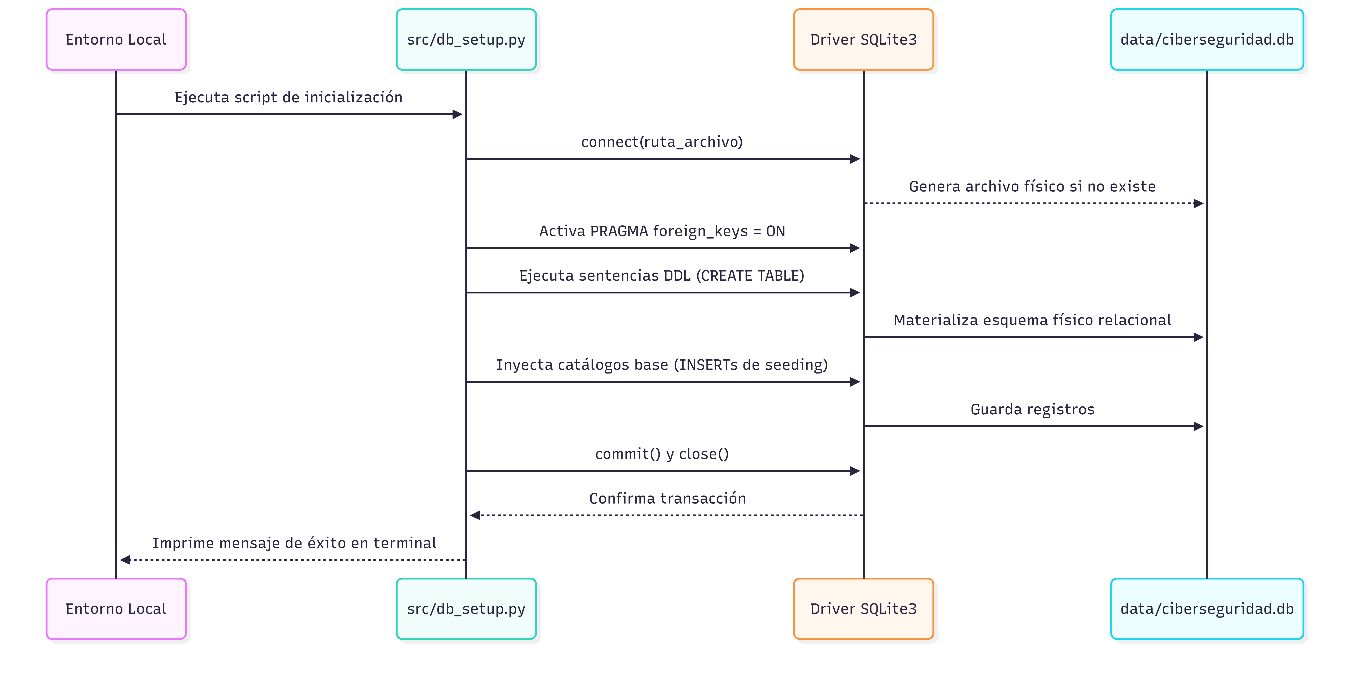 Entorno Local
src/db_setup.py
Driver SQLite3
data/ciberseguridad.db
Ejecuta script de inicialización
connect(ruta_archivo)
Genera archivo físico si no existe
Activa PRAGMA foreign_keys = ON
Ejecuta sentencias DDL (CREATE TABLE)
Materializa esquema físico relacional
Inyecta catálogos base (INSERTs de seeding)
Guarda registros
commit() y close()
Confirma transacción
Imprime mensaje de éxito en terminal
Entorno Local
src/db_setup.py
Driver SQLite3
data/ciberseguridad.db